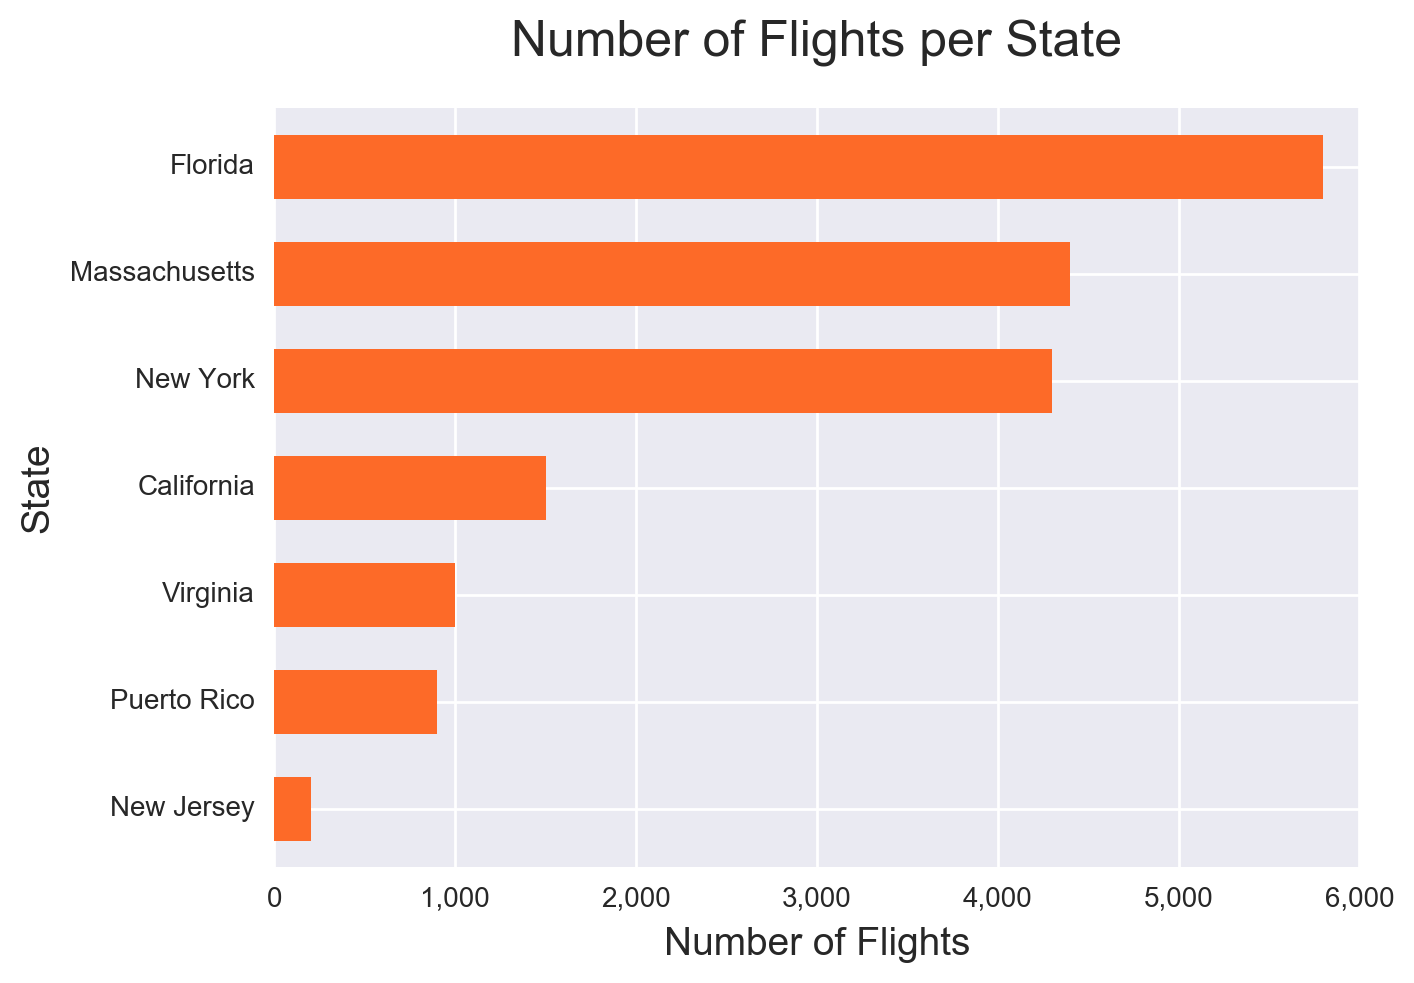 Number of Flights per State
Florida
Massachusetts
New York
California
Virginia
Puerto Rico
New Jersey
State
0 1,000 2,000 3,000 4,000 5,000 6,000
Number of Flights